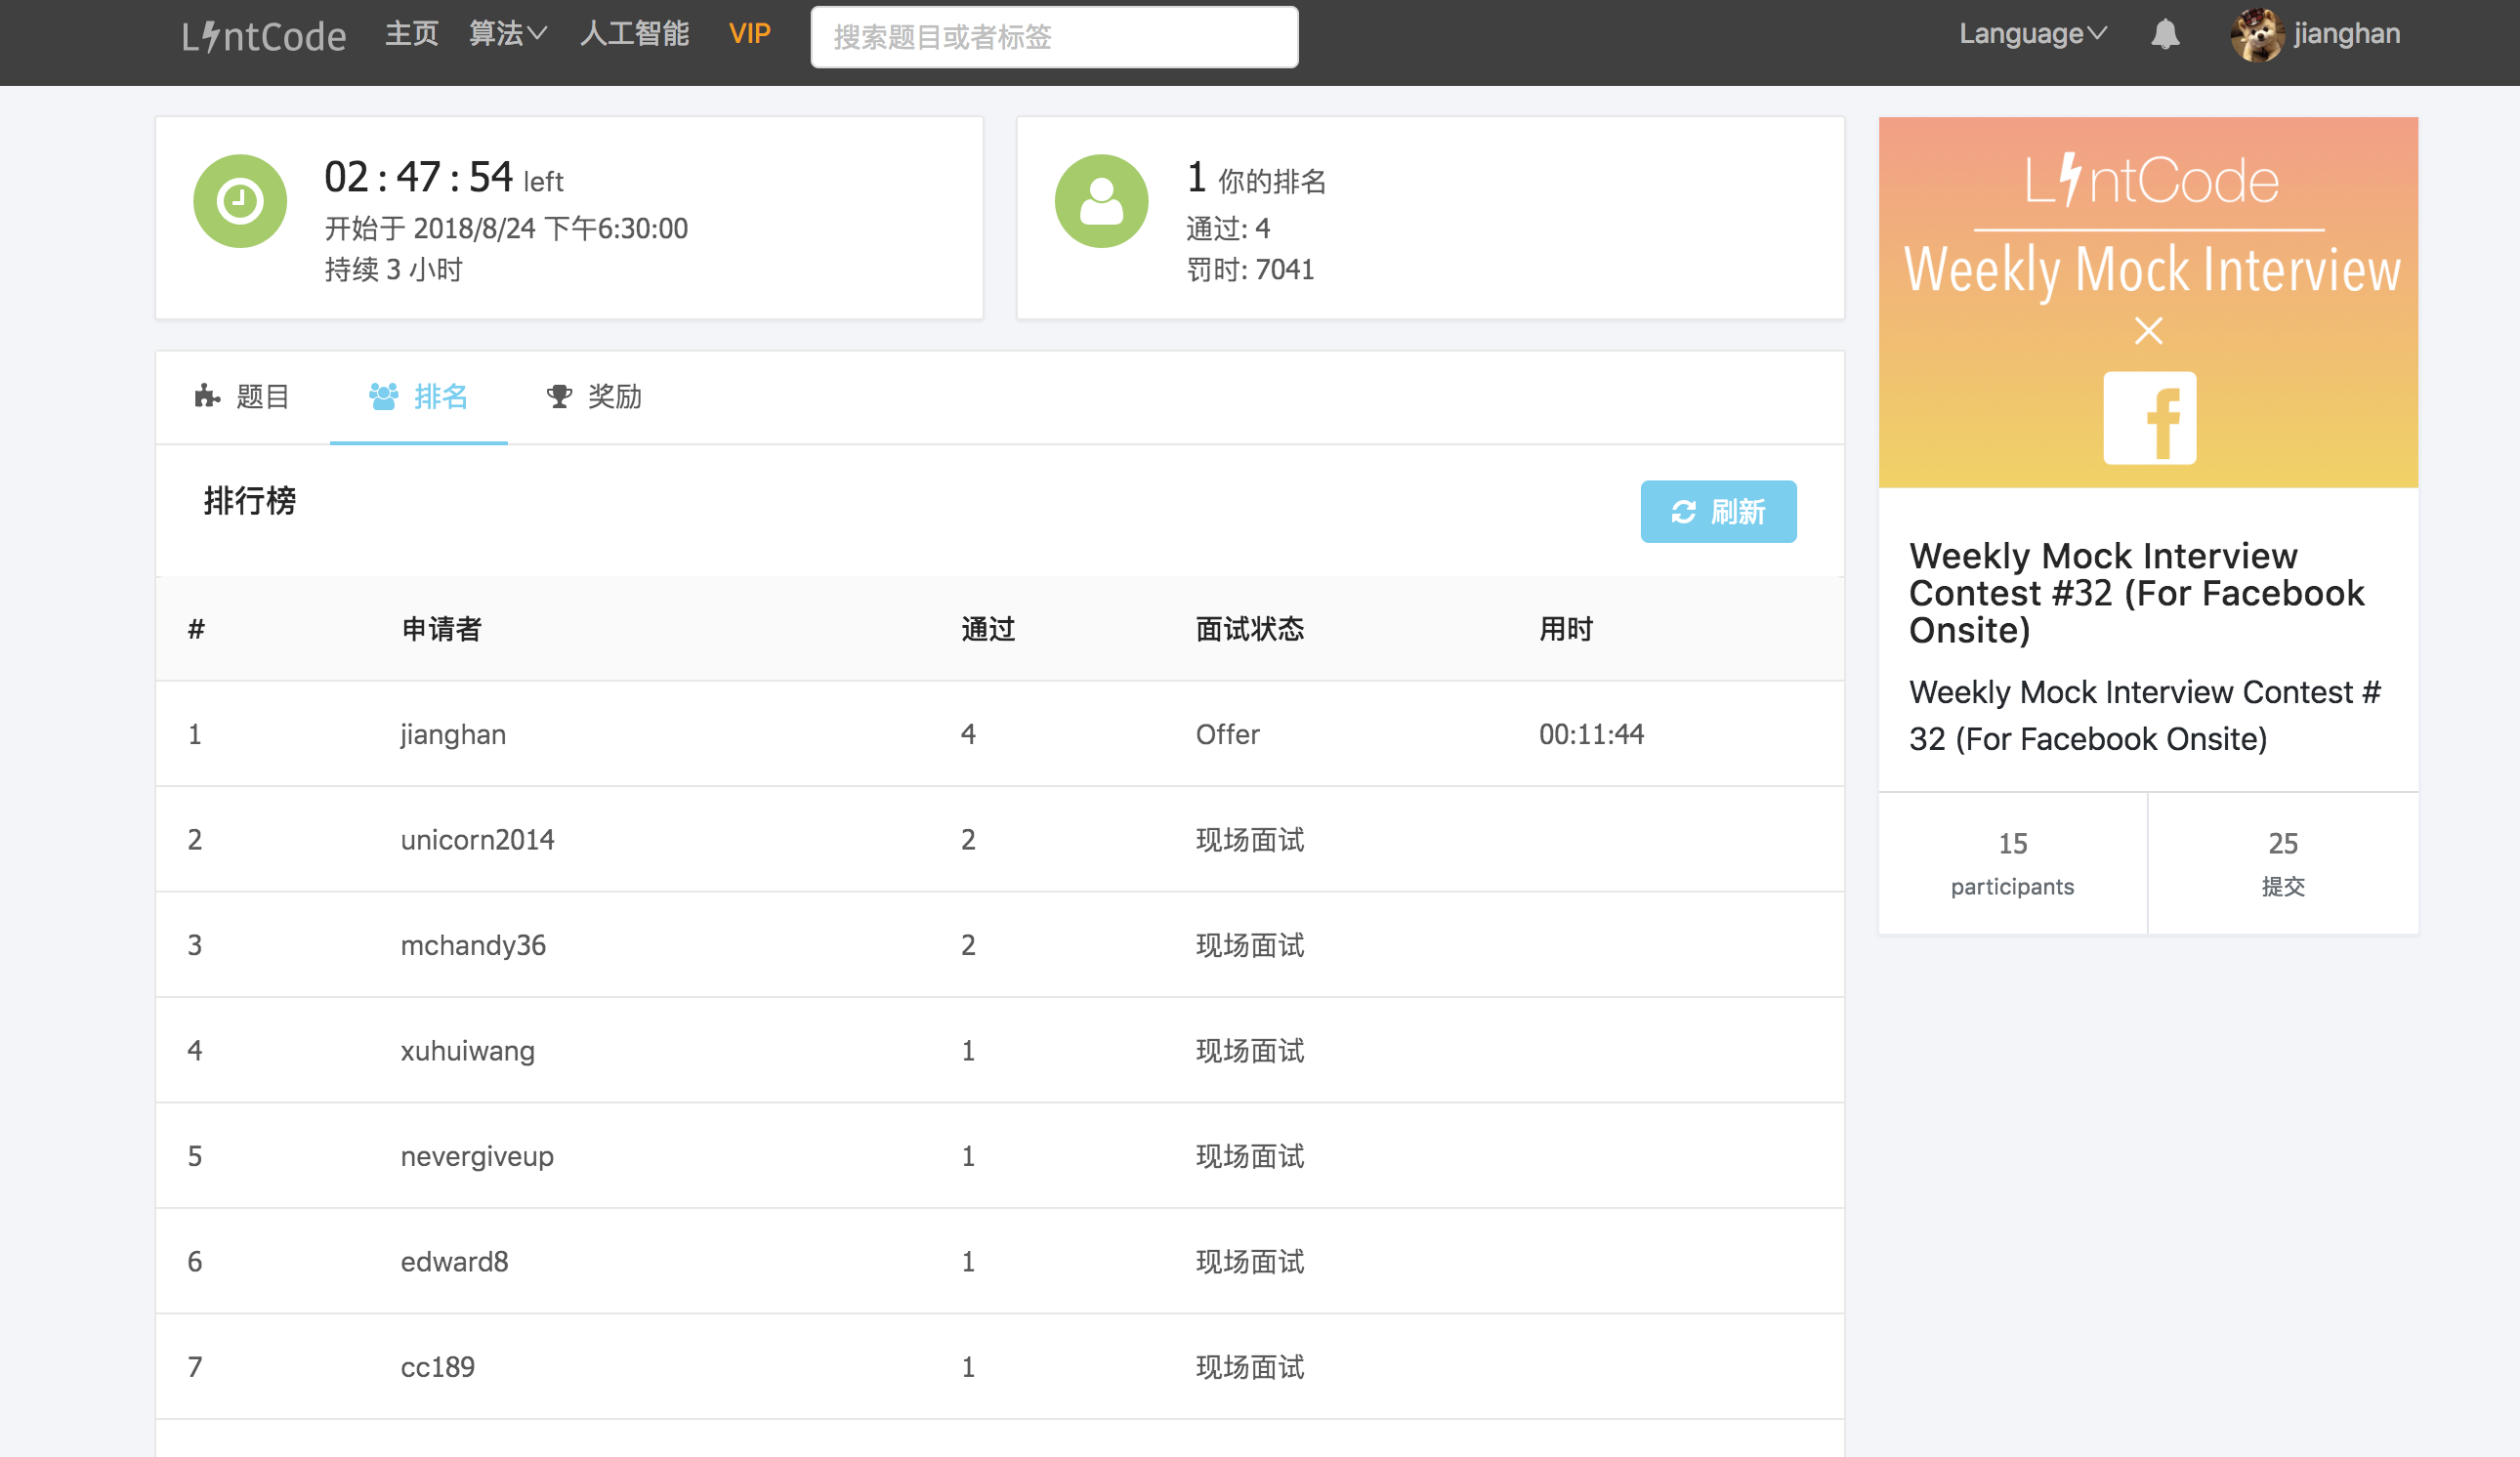 LintCode 主页 算法 人工智能 VIP 搜索题目或者标签 Language jianghan
02 : 47 : 54 left
开始于 2018/8/24 下午6:30:00
持续 3 小时
1 你的排名
通过: 4
罚时: 7041
题目 排名 奖励
排行榜 刷新
# 申请者 通过 面试状态 用时
1 jianghan 4 Offer 00:11:44
2 unicorn2014 2 现场面试
3 mchandy36 2 现场面试
4 xuhuiwang 1 现场面试
5 nevergiveup 1 现场面试
6 edward8 1 现场面试
7 cc189 1 现场面试
LintCode
Weekly Mock Interview
×
f
Weekly Mock Interview
Contest #32 (For Facebook
Onsite)
Weekly Mock Interview Contest #
32 (For Facebook Onsite)
15 25
participants 提交